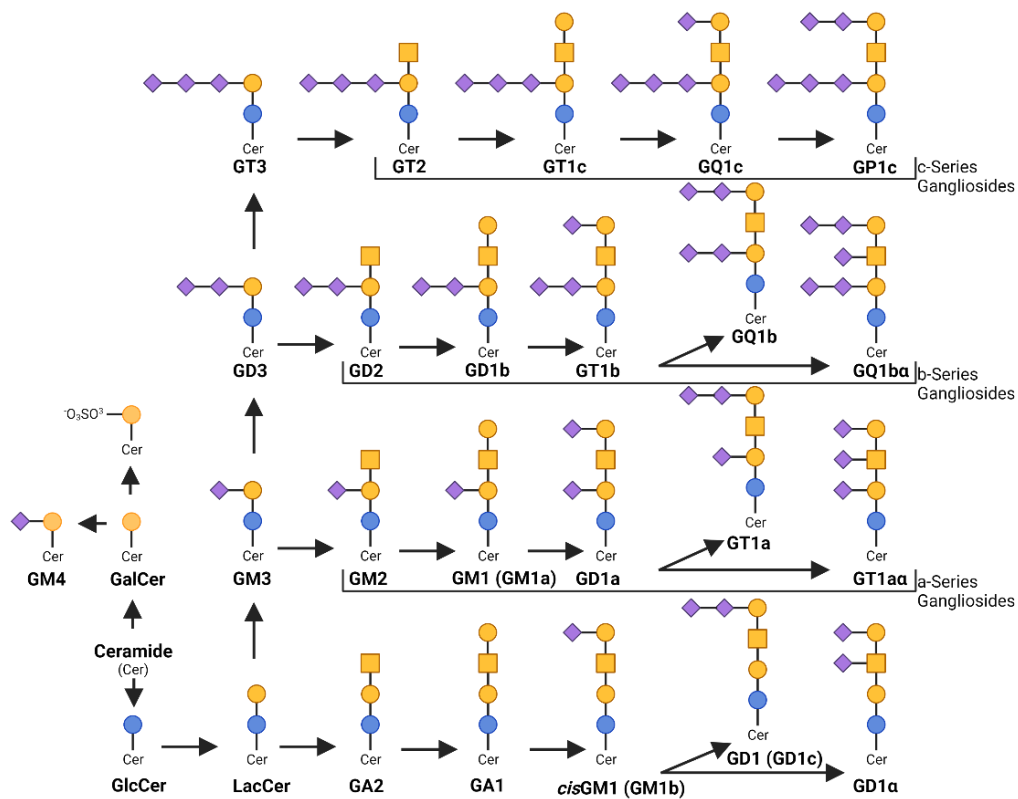 Cer Cer Cer Cer Cer
GT3 GT2 GT1c GQ1c GP1c
c-Series
Gangliosides
Cer
GQ1b
Cer Cer Cer Cer Cer
GD3 GD2 GD1b GT1b GQ1bα
b-Series
Gangliosides
⁻O₃SO³
Cer
Cer
GT1a
Cer Cer Cer Cer Cer Cer Cer
GM4 GalCer GM3 GM2 GM1 (GM1a) GD1a GT1aα
a-Series
Gangliosides
Ceramide
(Cer)
Cer
GD1 (GD1c)
Cer Cer Cer Cer Cer Cer
GlcCer LacCer GA2 GA1 cisGM1 (GM1b) GD1α